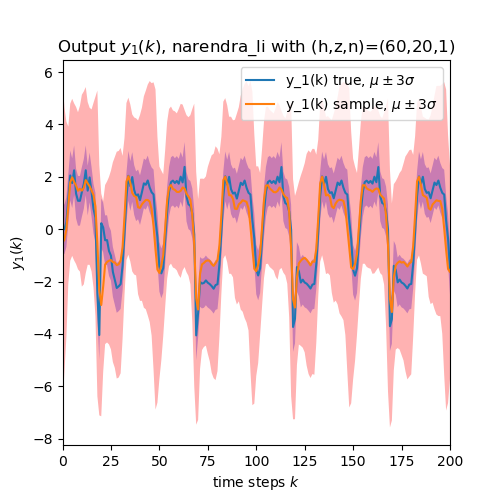 Output y₁(k), narendra_li with (h,z,n)=(60,20,1)
y_1(k) true, μ ± 3σ
y_1(k) sample, μ ± 3σ
y₁(k)
6
4
2
0
−2
−4
−6
−8
0 25 50 75 100 125 150 175 200
time steps k